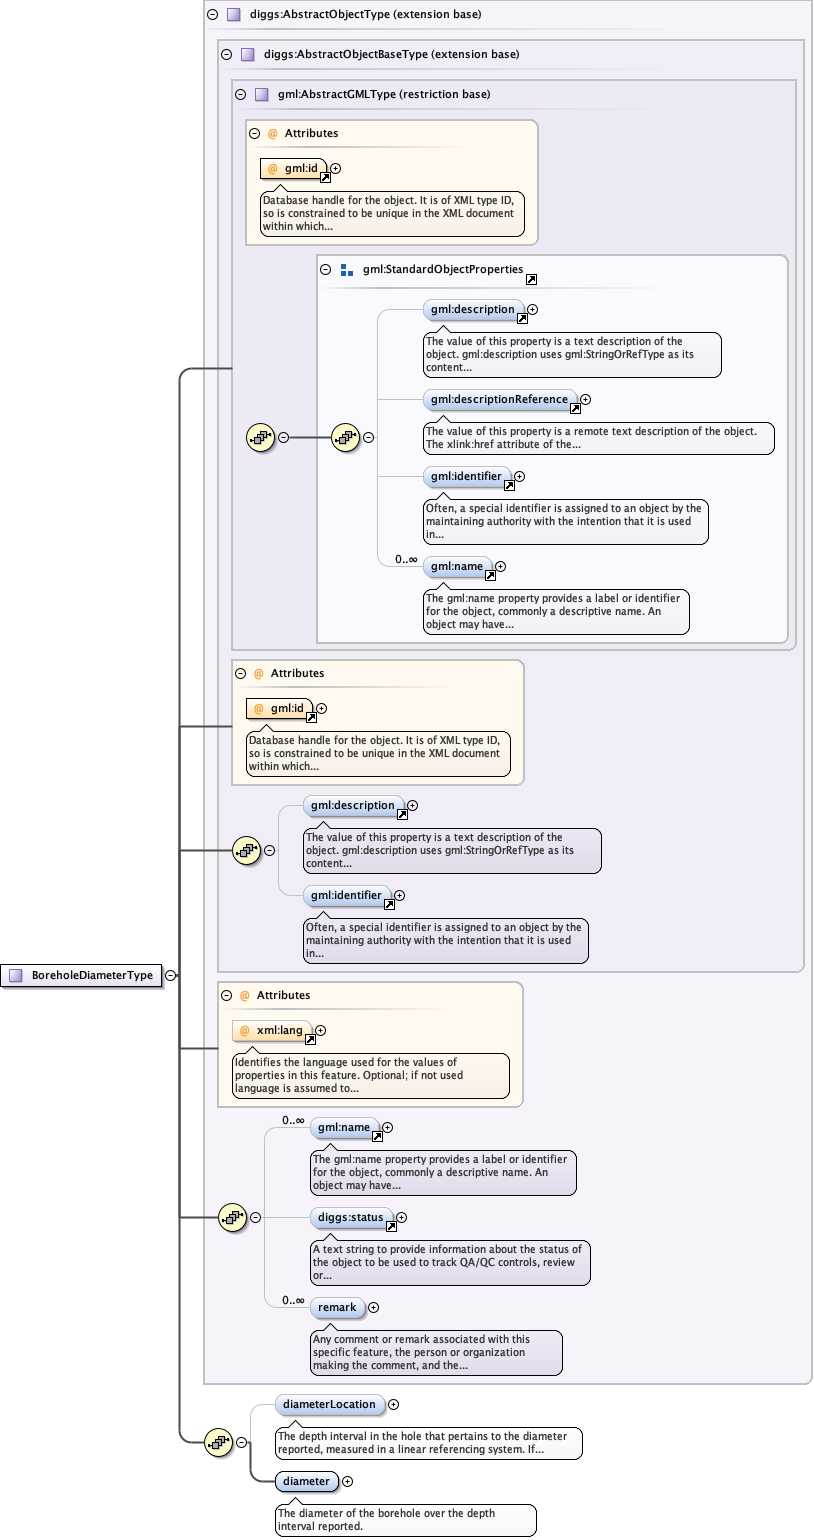 diggs:AbstractObjectType (extension base)
diggs:AbstractObjectBaseType (extension base)
gml:AbstractGMLType (restriction base)
@ Attributes
@ gml:id
Database handle for the object. It is of XML type ID,
so is constrained to be unique in the XML document
within which...
gml:StandardObjectProperties
gml:description
The value of this property is a text description of the
object. gml:description uses gml:StringOrRefType as its
content...
gml:descriptionReference
The value of this property is a remote text description of the object.
The xlink:href attribute of the...
gml:identifier
Often, a special identifier is assigned to an object by the
maintaining authority with the intention that it is used
in...
0..∞
gml:name
The gml:name property provides a label or identifier
for the object, commonly a descriptive name. An
object may have...
@ Attributes
@ gml:id
Database handle for the object. It is of XML type ID,
so is constrained to be unique in the XML document
within which...
gml:description
The value of this property is a text description of the
object. gml:description uses gml:StringOrRefType as its
content...
gml:identifier
Often, a special identifier is assigned to an object by the
maintaining authority with the intention that it is used
in...
BoreholeDiameterType
@ Attributes
@ xml:lang
Identifies the language used for the values of
properties in this feature. Optional; if not used
language is assumed to...
0..∞
gml:name
The gml:name property provides a label or identifier
for the object, commonly a descriptive name. An
object may have...
diggs:status
A text string to provide information about the status of
the object to be used to track QA/QC controls, review
or...
0..∞
remark
Any comment or remark associated with this
specific feature, the person or organization
making the comment, and the...
diameterLocation
The depth interval in the hole that pertains to the diameter
reported, measured in a linear referencing system. If...
diameter
The diameter of the borehole over the depth
interval reported.